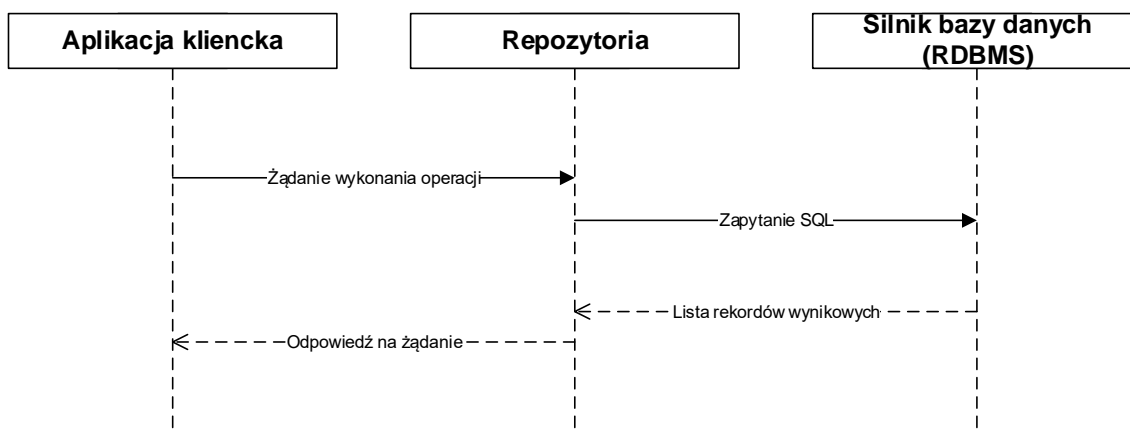 Aplikacja kliencka
Repozytoria
Silnik bazy danych
(RDBMS)
Żądanie wykonania operacji
Zapytanie SQL
Lista rekordów wynikowych
Odpowiedź na żądanie